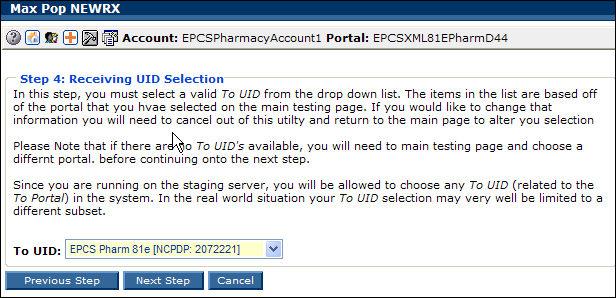 Max Pop NEWRX
Account: EPCSPharmacyAccount1 Portal: EPCSXML81EPharmD44
Step 4: Receiving UID Selection
In this step, you must select a valid To UID from the drop down list. The items in the list are based off
of the portal that you hvae selected on the main testing page. If you would like to change that
information you will need to cancel out of this utilty and return to the main page to alter you selection
Please Note that if there are no To UID's available, you will need to main testing page and choose a
differnt portal. before continuing onto the next step.
Since you are running on the staging server, you will be allowed to choose any To UID (related to the
To Portal) in the system. In the real world situation your To UID selection may very well be limited to
a different subset.
To UID: EPCS Pharm 81e [NCPDP: 2072221]
Previous Step Next Step Cancel